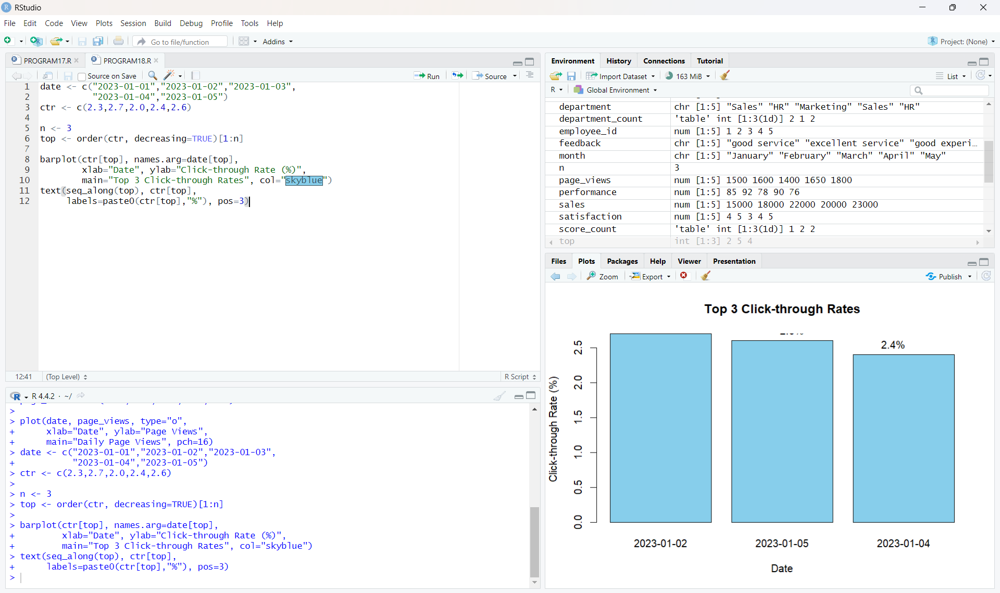 RStudio
File Edit Code View Plots Session Build Debug Profile Tools Help
Go to file/function Addins Project: (None)
PROGRAM17.R PROGRAM18.R
Source on Save Run Source
1 date <- c("2023-01-01","2023-01-02","2023-01-03",
2 "2023-01-04","2023-01-05")
3 ctr <- c(2.3,2.7,2.0,2.4,2.6)
4
5 n <- 3
6 top <- order(ctr, decreasing=TRUE)[1:n]
7
8 barplot(ctr[top], names.arg=date[top],
9 xlab="Date", ylab="Click-through Rate (%)",
10 main="Top 3 Click-through Rates", col="skyblue")
11 text(seq_along(top), ctr[top],
12 labels=paste0(ctr[top],"%"), pos=3)
12:41 (Top Level) R Script
R 4.4.2 · ~/
>
> plot(date, page_views, type="o",
+ xlab="Date", ylab="Page Views",
+ main="Daily Page Views", pch=16)
> date <- c("2023-01-01","2023-01-02","2023-01-03",
+ "2023-01-04","2023-01-05")
> ctr <- c(2.3,2.7,2.0,2.4,2.6)
>
> n <- 3
> top <- order(ctr, decreasing=TRUE)[1:n]
>
> barplot(ctr[top], names.arg=date[top],
+ xlab="Date", ylab="Click-through Rate (%)",
+ main="Top 3 Click-through Rates", col="skyblue")
> text(seq_along(top), ctr[top],
+ labels=paste0(ctr[top],"%"), pos=3)
>
Environment History Connections Tutorial
Import Dataset 163 MiB List
R Global Environment
department chr [1:5] "Sales" "HR" "Marketing" "Sales" "HR"
department_count 'table' int [1:3(1d)] 2 1 2
employee_id num [1:5] 1 2 3 4 5
feedback chr [1:5] "good service" "excellent service" "good experi…
month chr [1:5] "January" "February" "March" "April" "May"
n 3
page_views num [1:5] 1500 1600 1400 1650 1800
performance num [1:5] 85 92 78 90 76
sales num [1:5] 15000 18000 22000 20000 23000
satisfaction num [1:5] 4 5 3 4 5
score_count 'table' int [1:3(1d)] 1 2 2
top int [1:3] 2 5 4
Files Plots Packages Help Viewer Presentation
Zoom Export Publish
Top 3 Click-through Rates
2.4%
Click-through Rate (%)
2.5
2.0
1.5
1.0
0.5
0.0
2023-01-02 2023-01-05 2023-01-04
Date